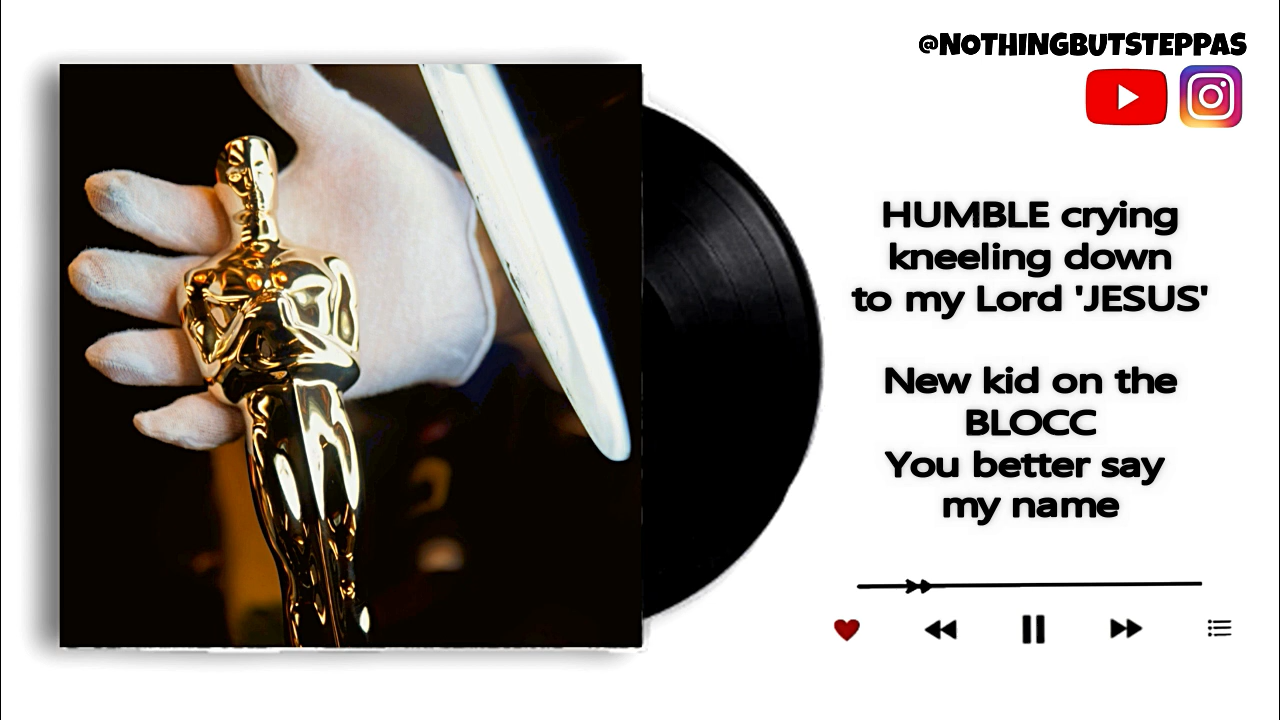 @NOTHINGBUTSTEPPAS
HUMBLE crying
kneeling down
to my Lord 'JESUS'
New kid on the
BLOCC
You better say
my name